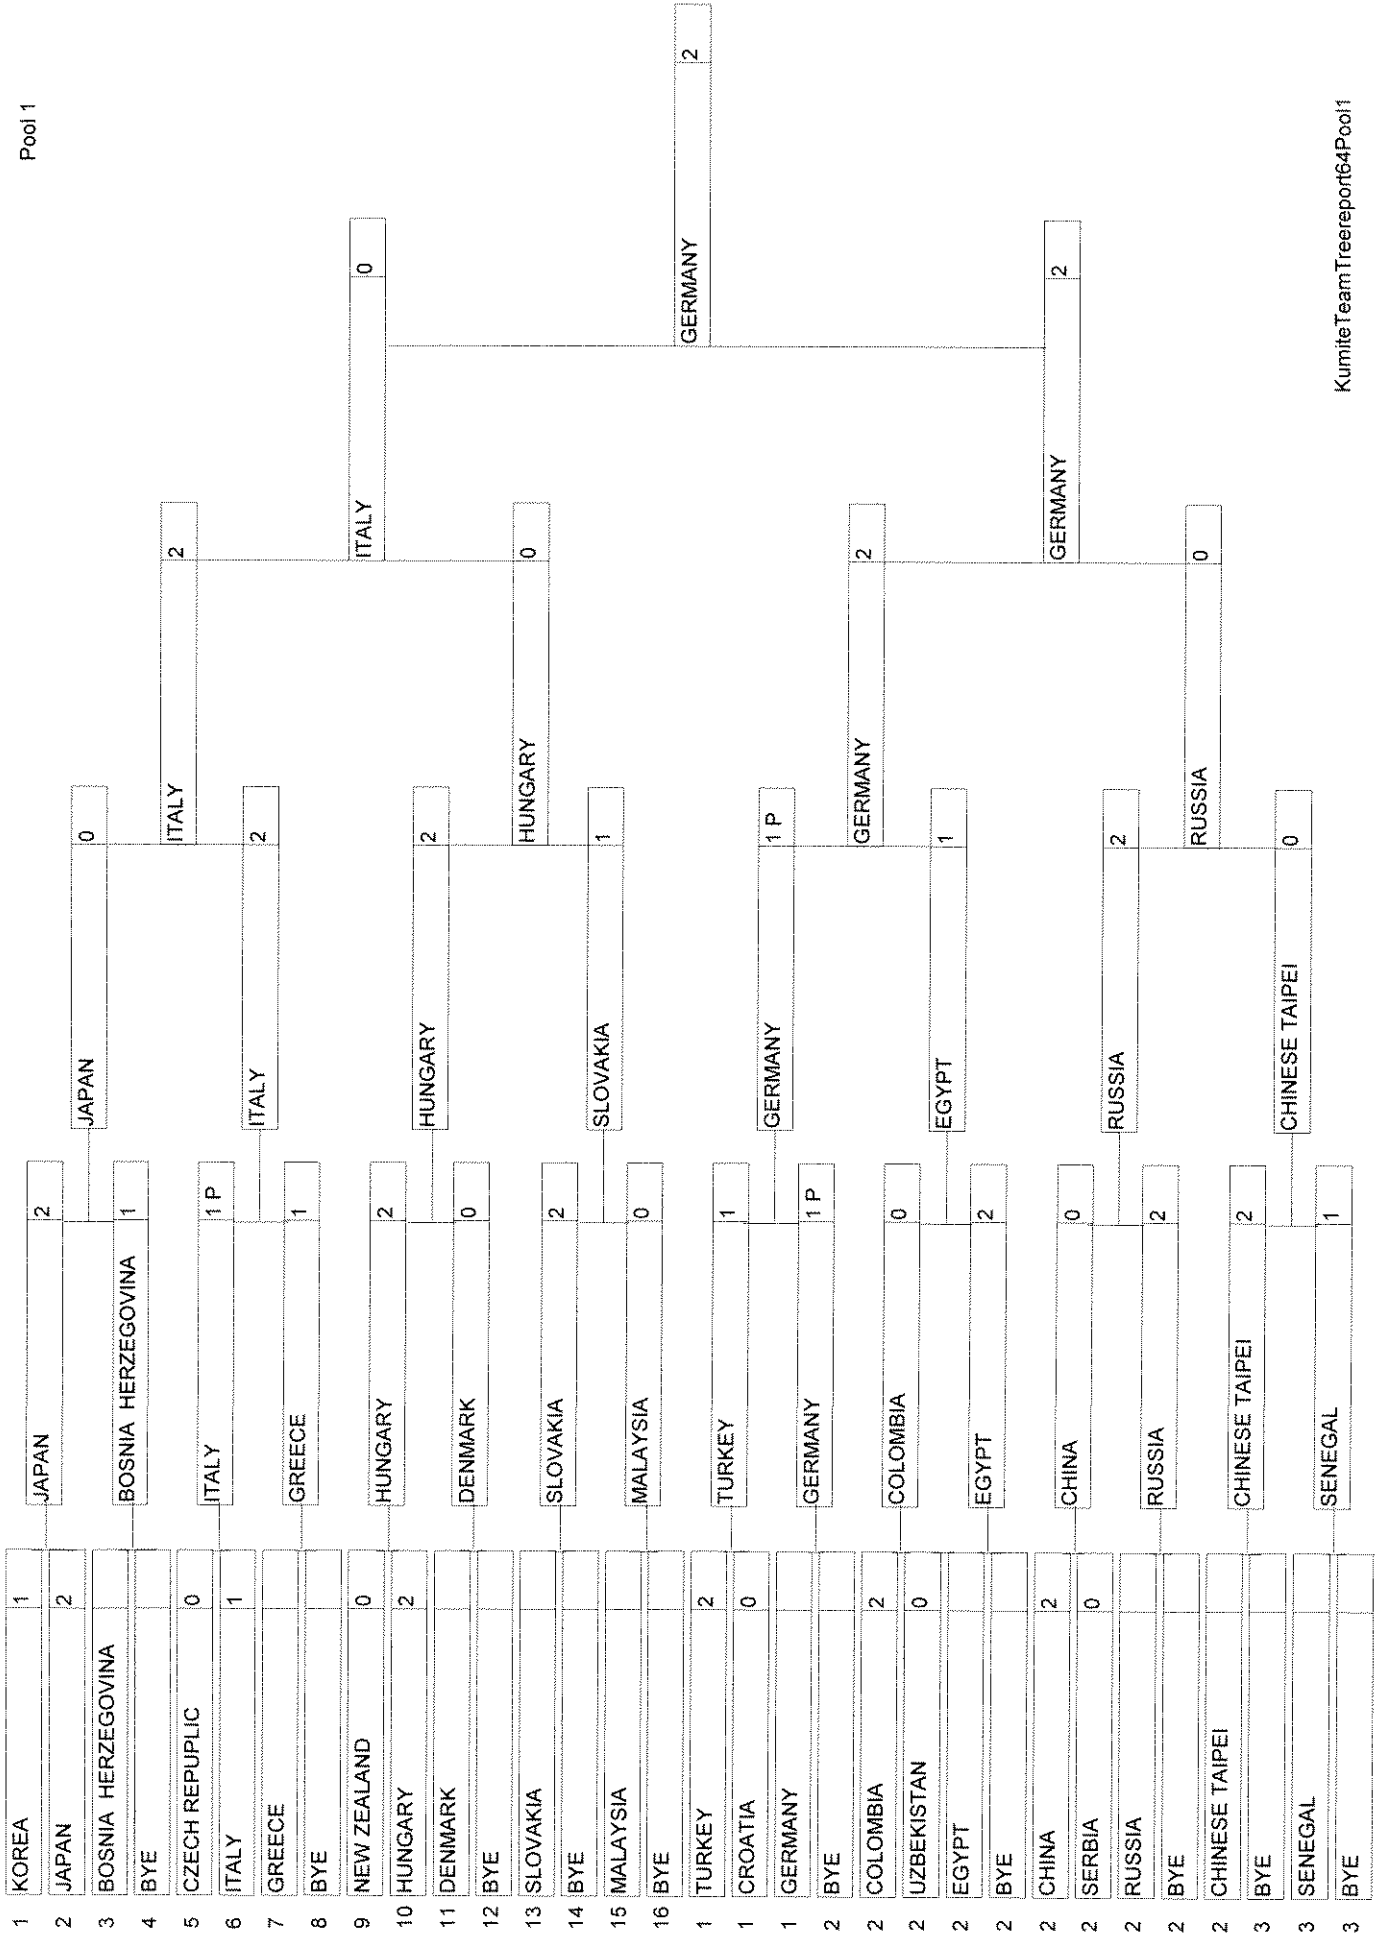 Pool 1
1 KOREA 1
2 JAPAN 2
3 BOSNIA HERZEGOVINA
4 BYE
5 CZECH REPUPLIC 0
6 ITALY 1
7 GREECE
8 BYE
9 NEW ZEALAND 0
10 HUNGARY 2
11 DENMARK
12 BYE
13 SLOVAKIA
14 BYE
15 MALAYSIA
16 BYE
1 TURKEY 2
1 CROATIA 0
1 GERMANY
2 BYE
2 COLOMBIA 2
2 UZBEKISTAN 0
2 EGYPT
2 BYE
2 CHINA 2
2 SERBIA 0
2 RUSSIA
2 BYE
2 CHINESE TAIPEI
3 BYE
3 SENEGAL
3 BYE
JAPAN 2
BOSNIA HERZEGOVINA 1
ITALY 1 P
GREECE 1
HUNGARY 2
DENMARK 0
SLOVAKIA 2
MALAYSIA 0
TURKEY 1
GERMANY 1 P
COLOMBIA 0
EGYPT 2
CHINA 0
RUSSIA 2
CHINESE TAIPEI 2
SENEGAL 1
JAPAN 0
ITALY 2
HUNGARY 2
SLOVAKIA 1
GERMANY 1 P
EGYPT 1
RUSSIA 2
CHINESE TAIPEI 0
ITALY 2
HUNGARY 0
GERMANY 2
RUSSIA 0
ITALY 0
GERMANY 2
GERMANY 2
KumiteTeamTreereport64Pool1